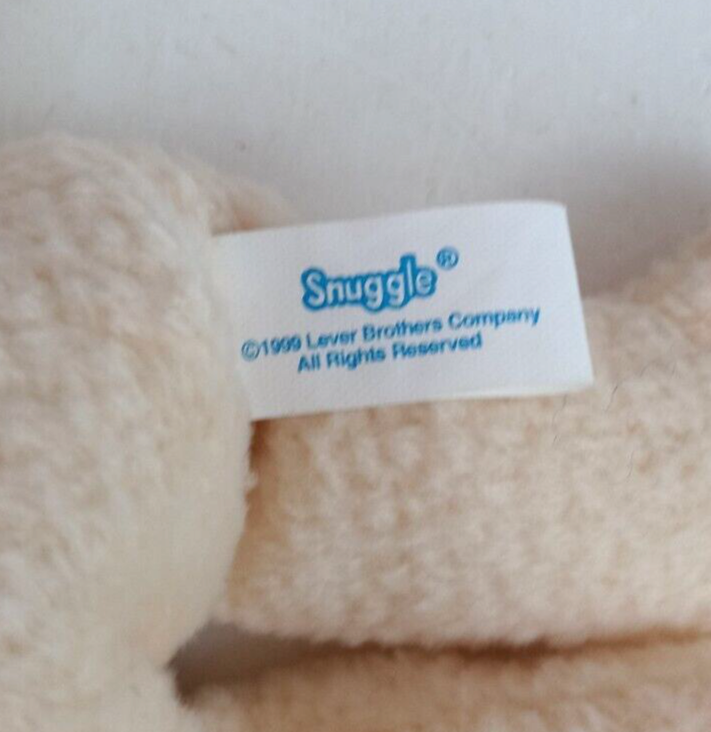 Snuggle®
©1999 Lever Brothers Company
All Rights Reserved